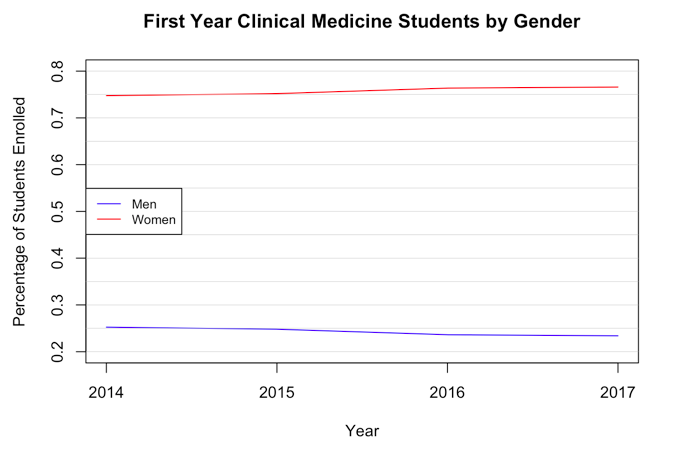 First Year Clinical Medicine Students by Gender
Percentage of Students Enrolled
0.8
0.7
0.6
0.5
0.4
0.3
0.2
Men
Women
2014 2015 2016 2017
Year